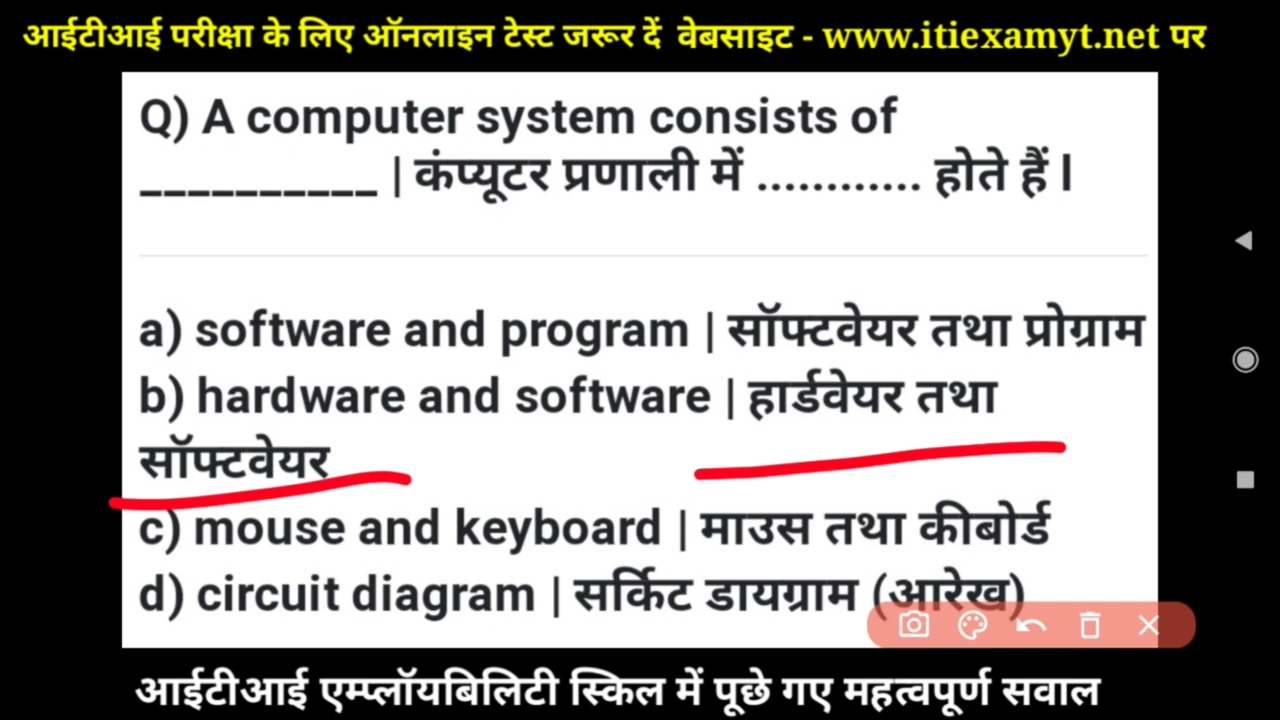 आईटीआई परीक्षा के लिए ऑनलाइन टेस्ट जरूर दें वेबसाइट - www.itiexamyt.net पर
Q) A computer system consists of
__________ | कंप्यूटर प्रणाली में ............ होते हैं l
a) software and program | सॉफ्टवेयर तथा प्रोग्राम
b) hardware and software | हार्डवेयर तथा
सॉफ्टवेयर
c) mouse and keyboard | माउस तथा कीबोर्ड
d) circuit diagram | सर्किट डायग्राम (आरेख)
आईटीआई एम्प्लॉयबिलिटी स्किल में पूछे गए महत्वपूर्ण सवाल